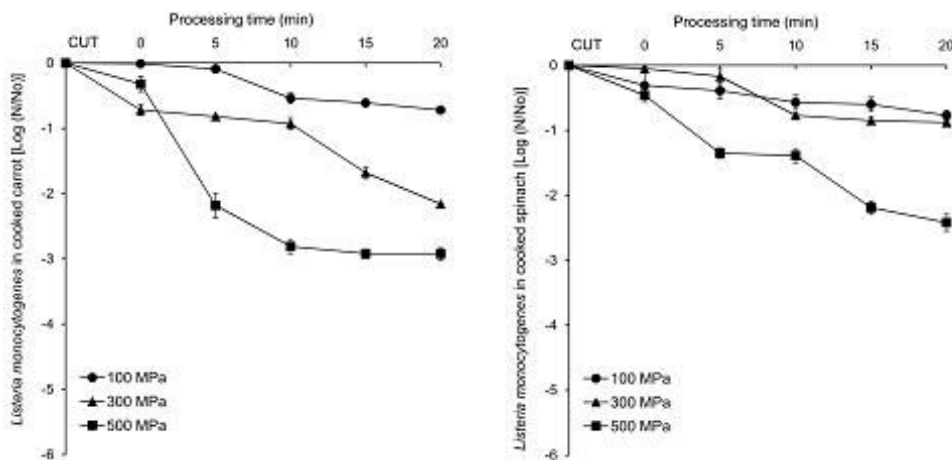 Processing time (min)
CUT 0 5 10 15 20
0
-1
-2
-3
-4
-5
-6
Listeria monocytogenes in cooked carrot [Log (N/No)]
100 MPa
300 MPa
500 MPa
Processing time (min)
CUT 0 5 10 15 20
0
-1
-2
-3
-4
-5
-6
Listeria monocytogenes in cooked spinach [Log (N/No)]
100 MPa
300 MPa
500 MPa